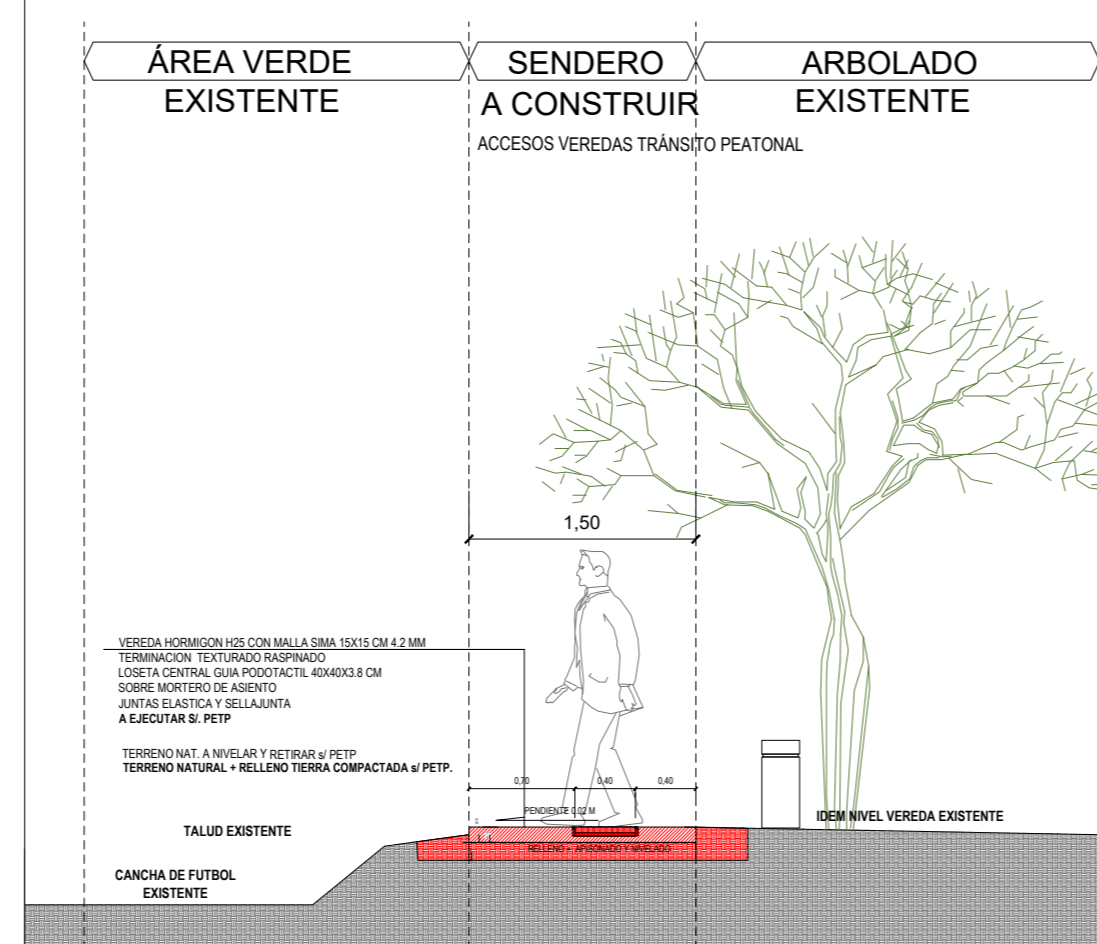 ÁREA VERDE
EXISTENTE
SENDERO
A CONSTRUIR
ACCESOS VEREDAS TRÁNSITO PEATONAL
ARBOLADO
EXISTENTE
1,50
VEREDA HORMIGON H25 CON MALLA SIMA 15X15 CM 4.2 MM
TERMINACION TEXTURADO RASPINADO
LOSETA CENTRAL GUIA PODOTACTIL 40X40X3.8 CM
SOBRE MORTERO DE ASIENTO
JUNTAS ELASTICA Y SELLAJUNTA
A EJECUTAR S/. PETP
TERRENO NAT. A NIVELAR Y RETIRAR s/ PETP
TERRENO NATURAL + RELLENO TIERRA COMPACTADA s/ PETP.
0,70 0,40 0,40
PENDIENTE 0.02 M
IDEM NIVEL VEREDA EXISTENTE
TALUD EXISTENTE
RELLENO + APISONADO Y NIVELADO
CANCHA DE FUTBOL
EXISTENTE